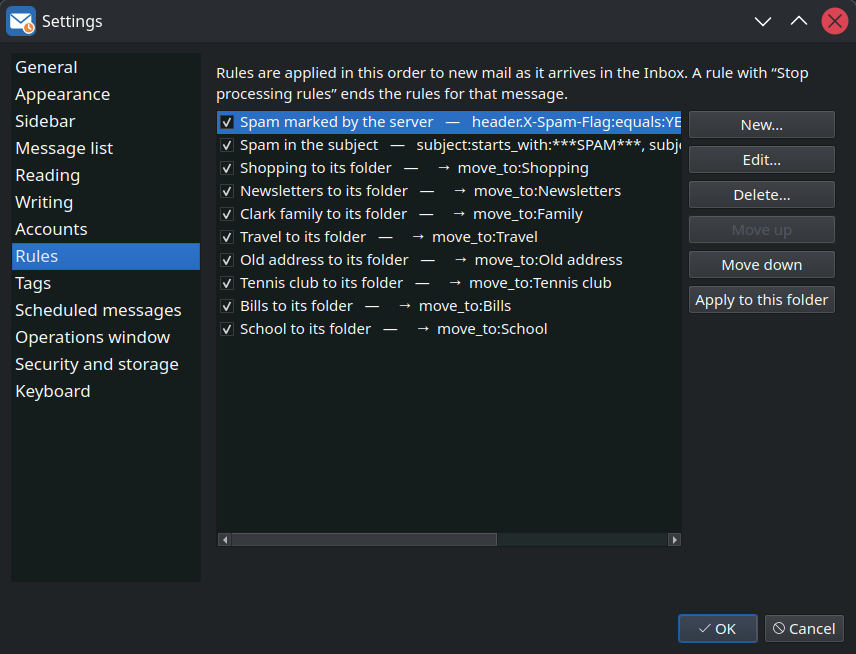 Settings
General
Appearance
Sidebar
Message list
Reading
Writing
Accounts
Rules
Tags
Scheduled messages
Operations window
Security and storage
Keyboard
Rules are applied in this order to new mail as it arrives in the Inbox. A rule with “Stop
processing rules” ends the rules for that message.
Spam marked by the server — header:X-Spam-Flag:equals:YE
Spam in the subject — subject:starts_with:***SPAM***, subje
Shopping to its folder — → move_to:Shopping
Newsletters to its folder — → move_to:Newsletters
Clark family to its folder — → move_to:Family
Travel to its folder — → move_to:Travel
Old address to its folder — → move_to:Old address
Tennis club to its folder — → move_to:Tennis club
Bills to its folder — → move_to:Bills
School to its folder — → move_to:School
New...
Edit...
Delete...
Move up
Move down
Apply to this folder
OK
Cancel